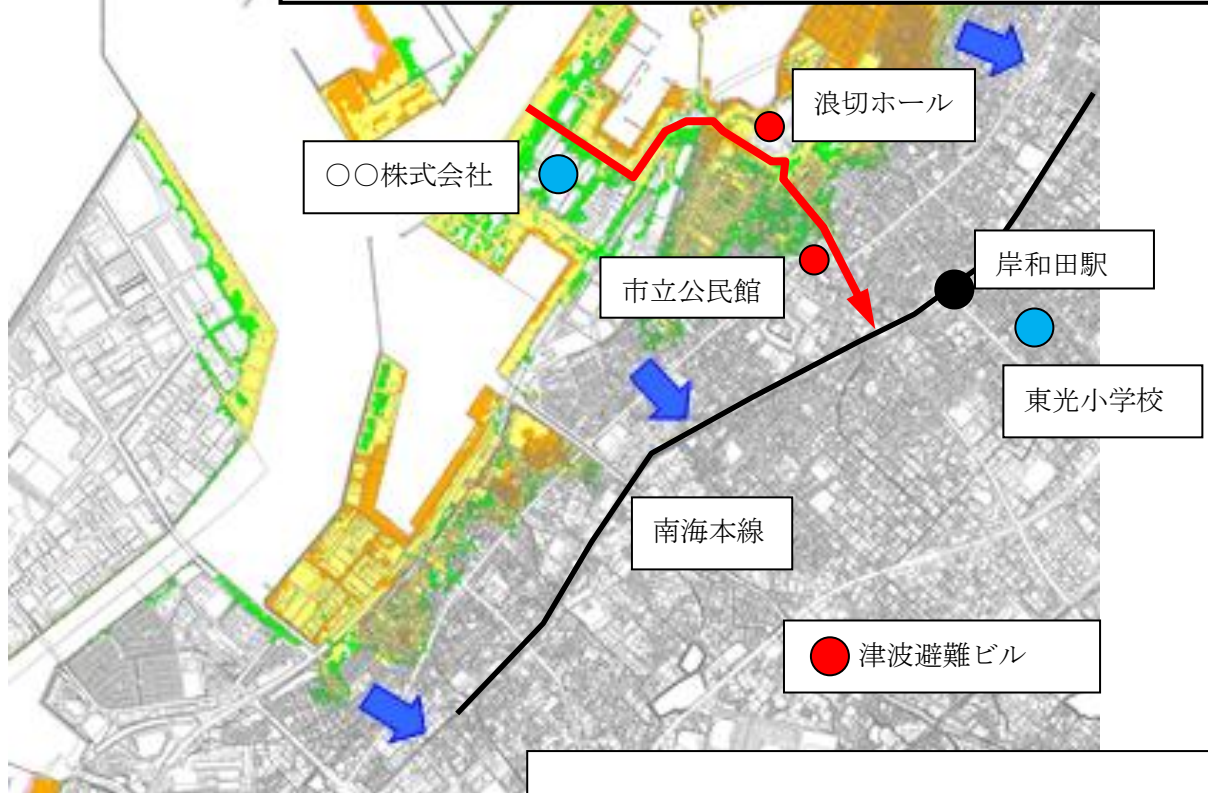 浪切ホール
○○株式会社
岸和田駅
市立公民館
東光小学校
南海本線
津波避難ビル